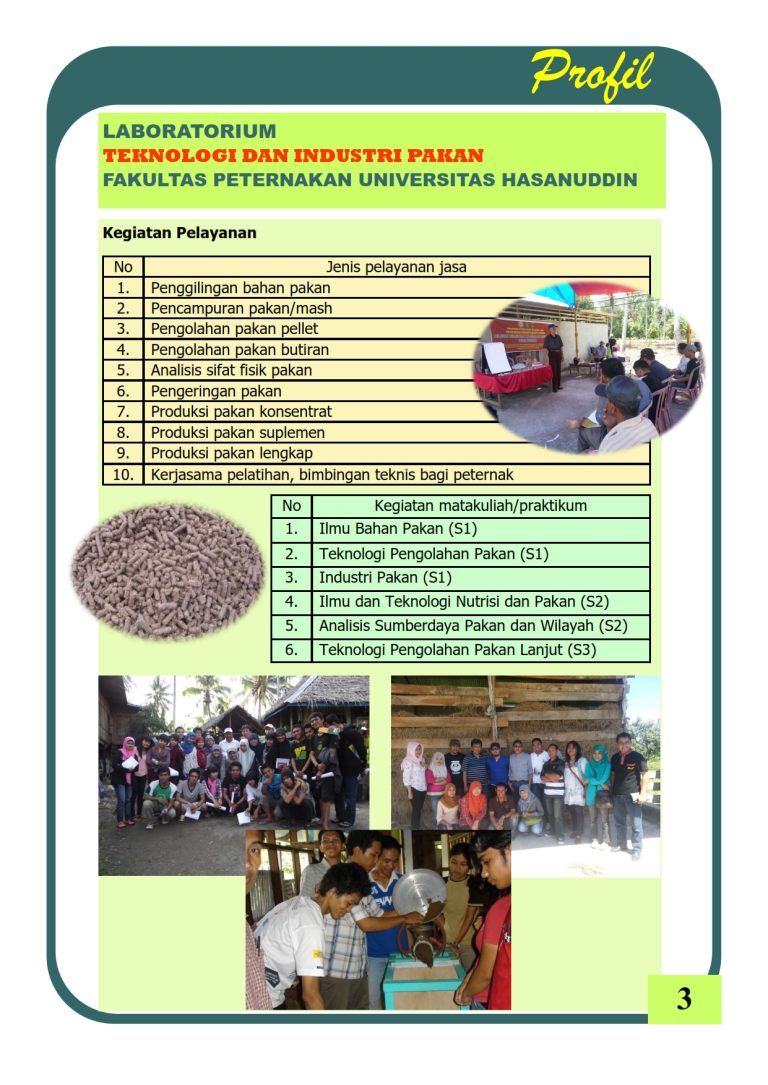 Profil
LABORATORIUM
TEKNOLOGI DAN INDUSTRI PAKAN
FAKULTAS PETERNAKAN UNIVERSITAS HASANUDDIN
Kegiatan Pelayanan
No Jenis pelayanan jasa
1. Penggilingan bahan pakan
2. Pencampuran pakan/mash
3. Pengolahan pakan pellet
4. Pengolahan pakan butiran
5. Analisis sifat fisik pakan
6. Pengeringan pakan
7. Produksi pakan konsentrat
8. Produksi pakan suplemen
9. Produksi pakan lengkap
10. Kerjasama pelatihan, bimbingan teknis bagi peternak
No Kegiatan matakuliah/praktikum
1. Ilmu Bahan Pakan (S1)
2. Teknologi Pengolahan Pakan (S1)
3. Industri Pakan (S1)
4. Ilmu dan Teknologi Nutrisi dan Pakan (S2)
5. Analisis Sumberdaya Pakan dan Wilayah (S2)
6. Teknologi Pengolahan Pakan Lanjut (S3)
3